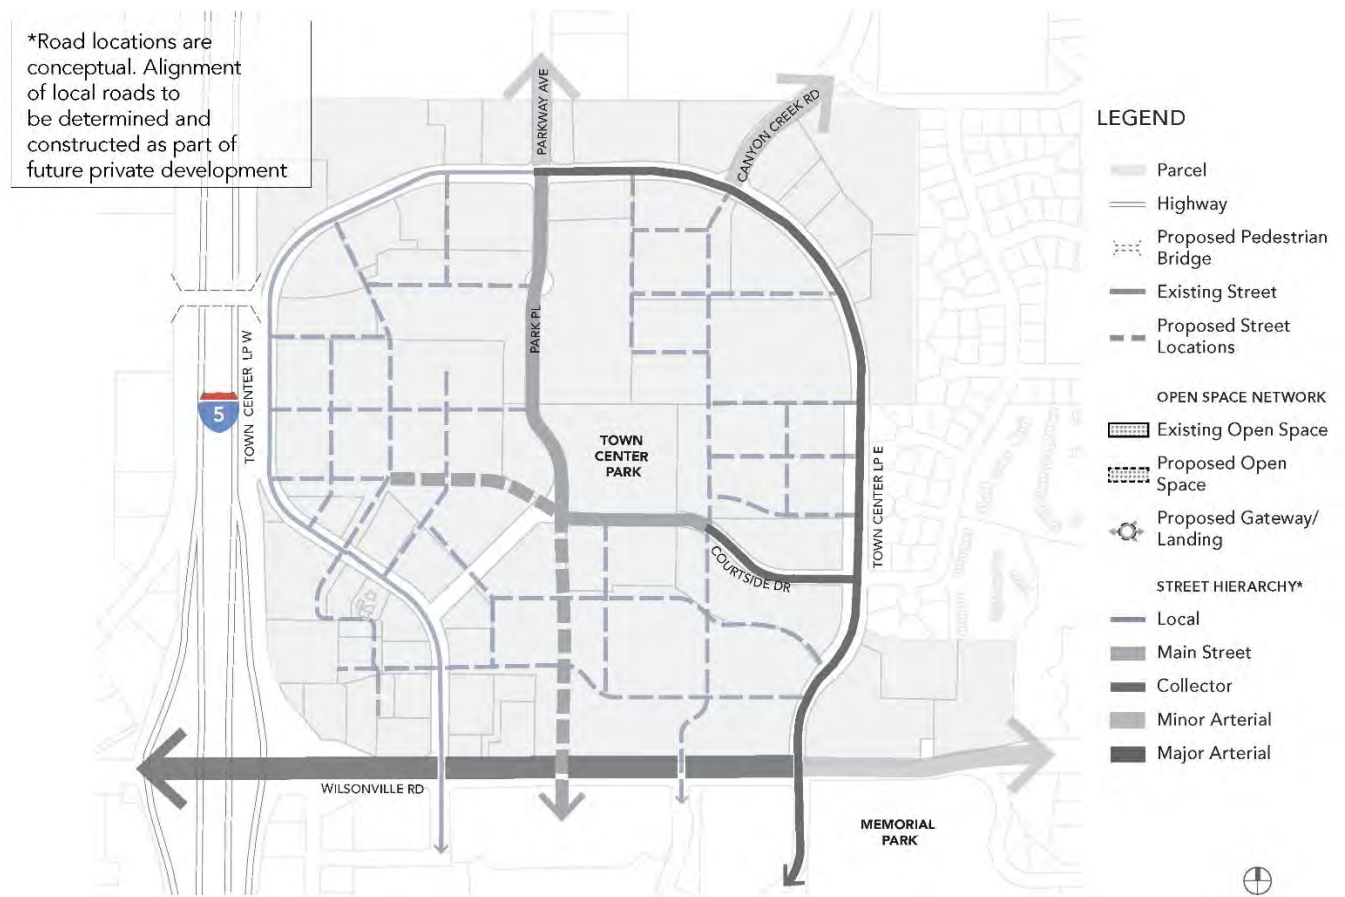 *Road locations are
conceptual. Alignment
of local roads to
be determined and
constructed as part of
future private development
PARKWAY AVE
CANYON CREEK RD
LEGEND
Parcel
Highway
Proposed Pedestrian
Bridge
Existing Street
Proposed Street
Locations
OPEN SPACE NETWORK
Existing Open Space
Proposed Open
Space
Proposed Gateway/
Landing
STREET HIERARCHY*
Local
Main Street
Collector
Minor Arterial
Major Arterial
PARK PL
TOWN CENTER LP W
5
TOWN
CENTER
PARK
TOWN CENTER LP E
COURTSIDE DR
WILSONVILLE RD
MEMORIAL
PARK